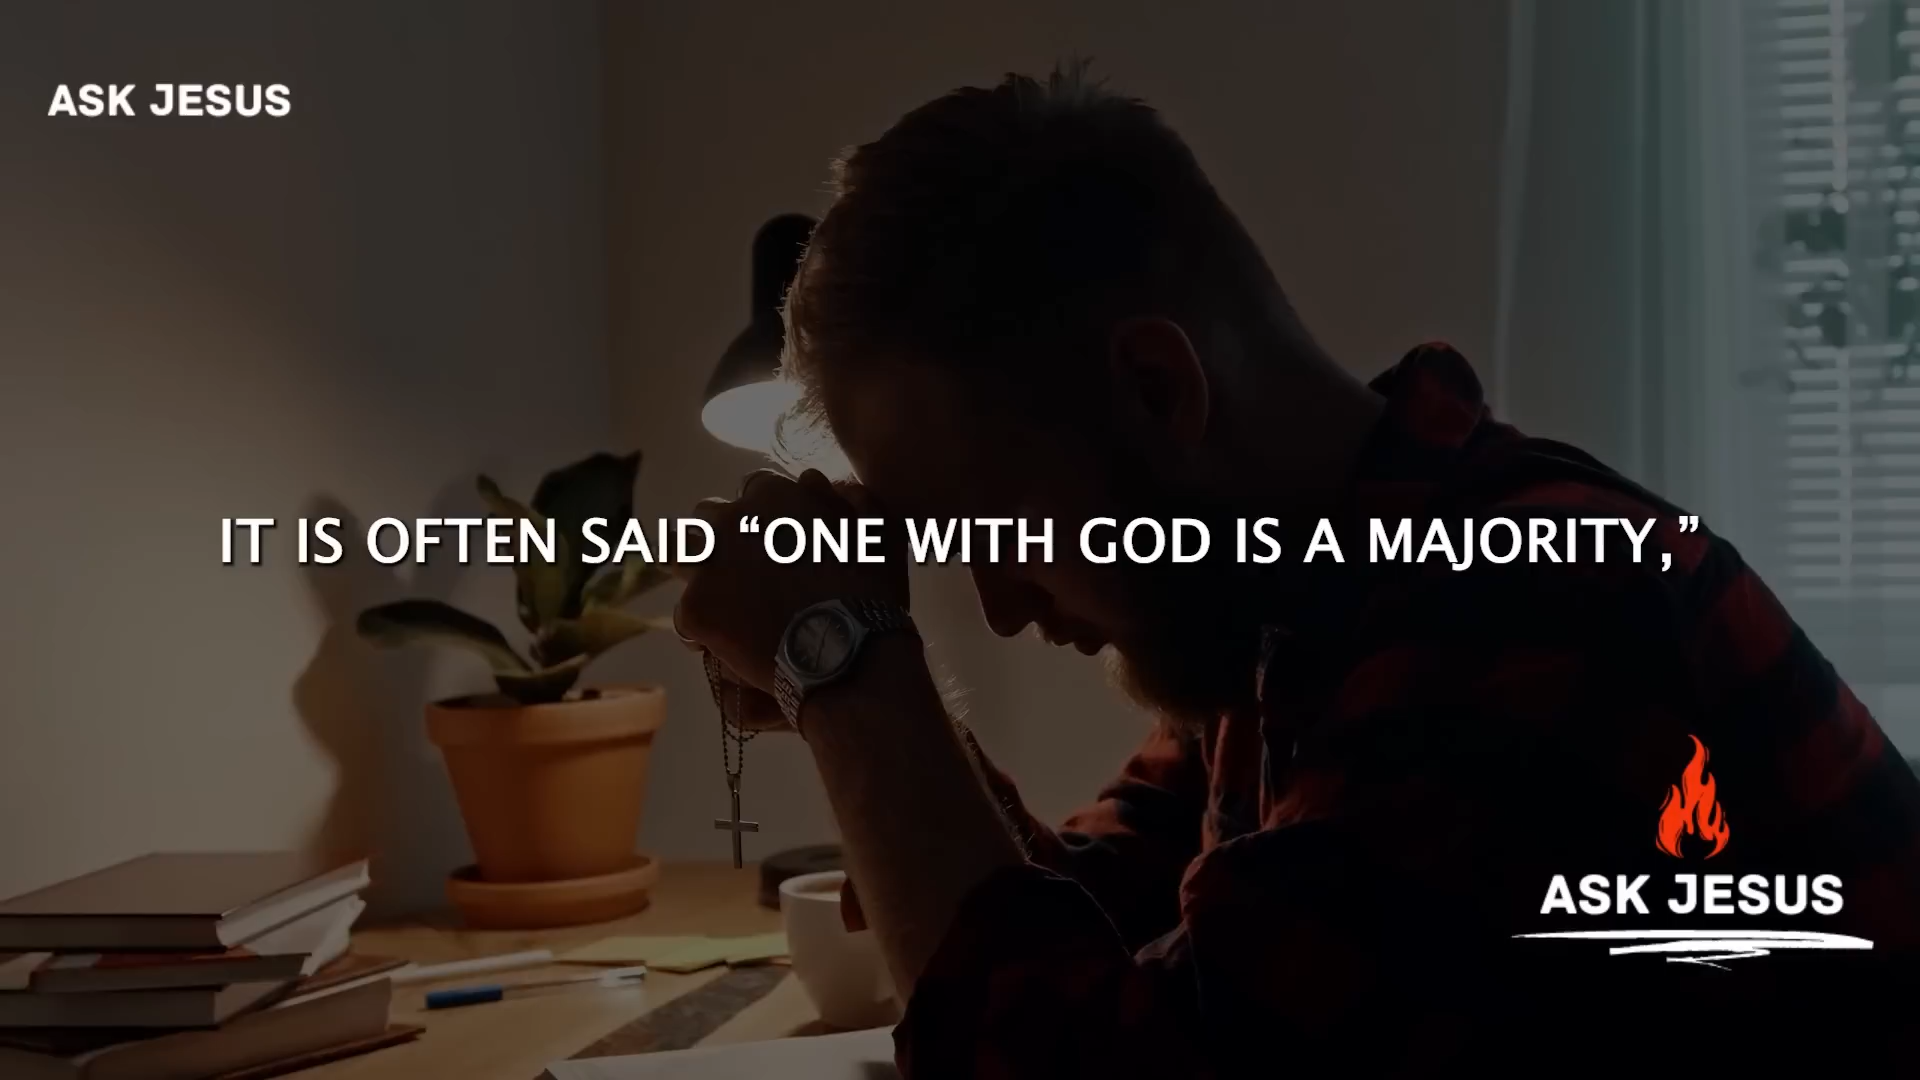 ASK JESUS
IT IS OFTEN SAID “ONE WITH GOD IS A MAJORITY,”
ASK JESUS